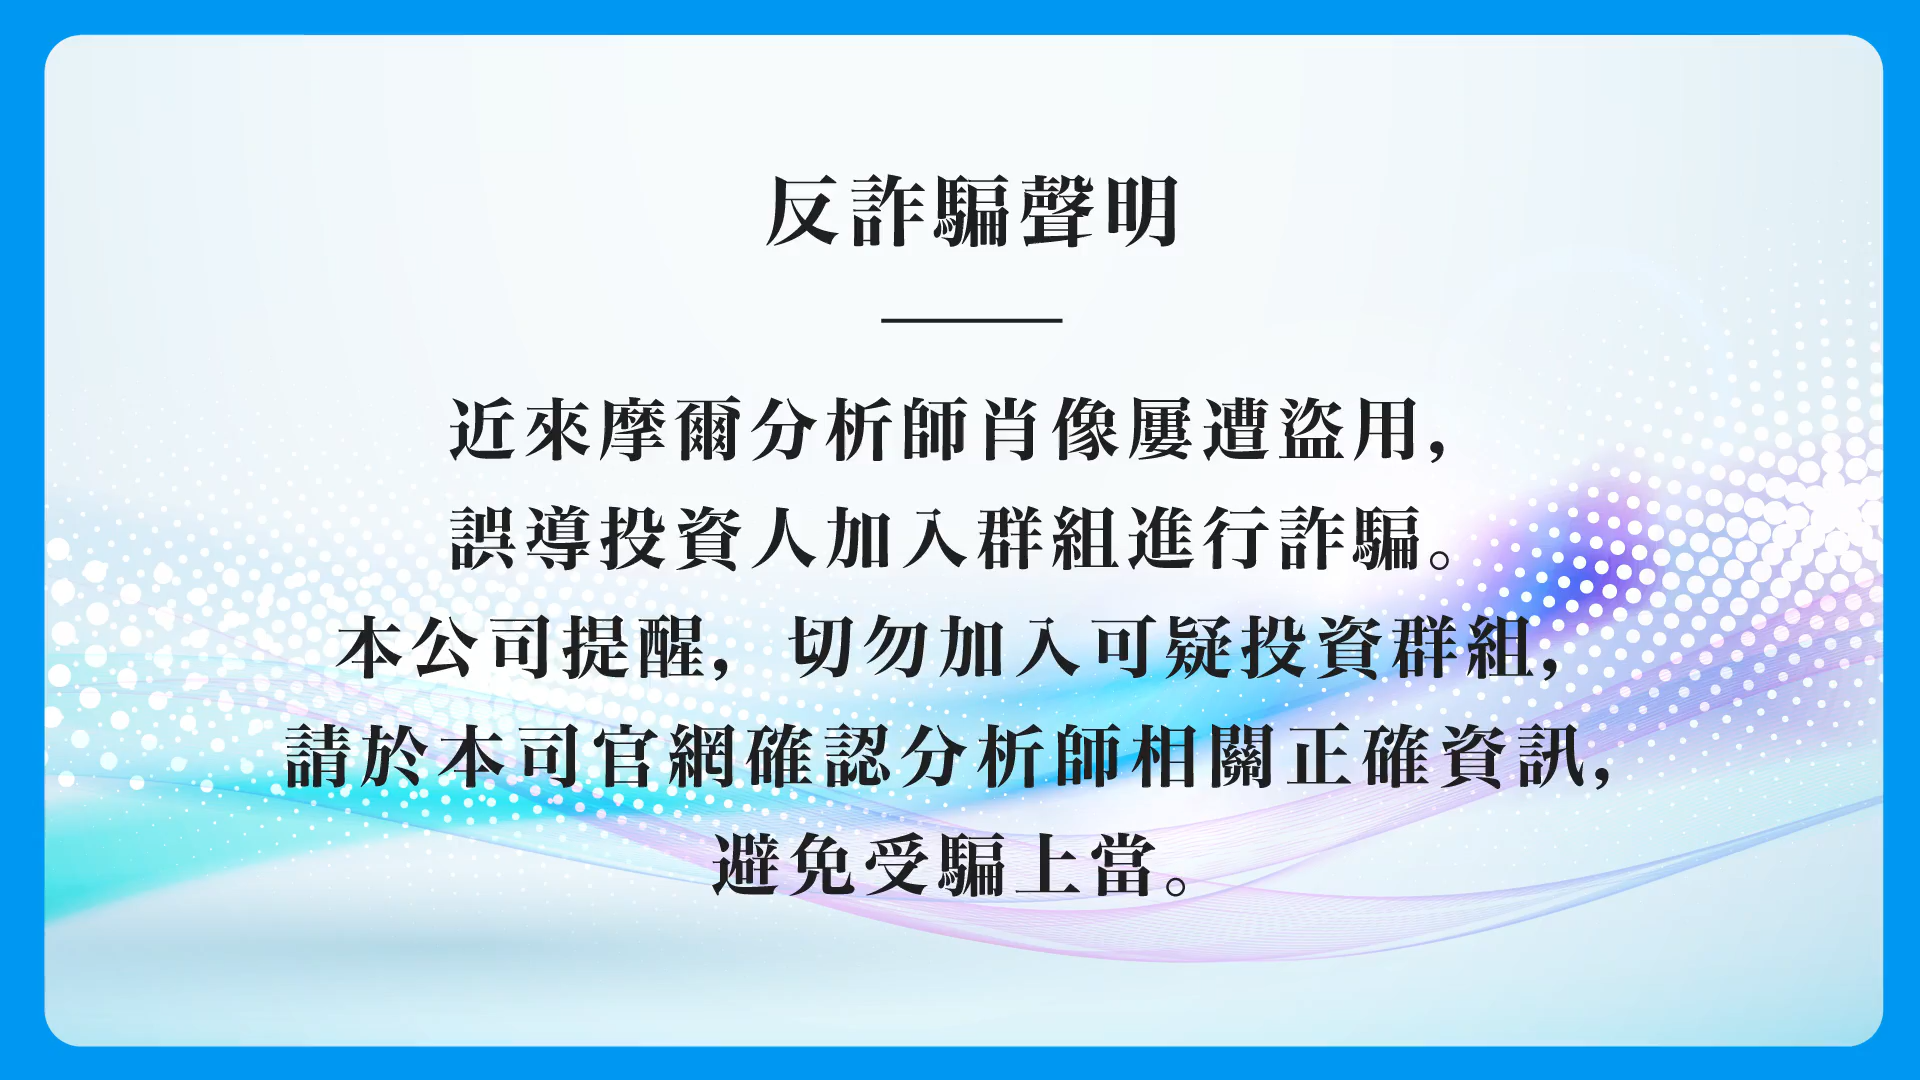 反詐騙聲明
近來摩爾分析師肖像屢遭盜用，
誤導投資人加入群組進行詐騙。
本公司提醒，切勿加入可疑投資群組，
請於本司官網確認分析師相關正確資訊，
避免受騙上當。